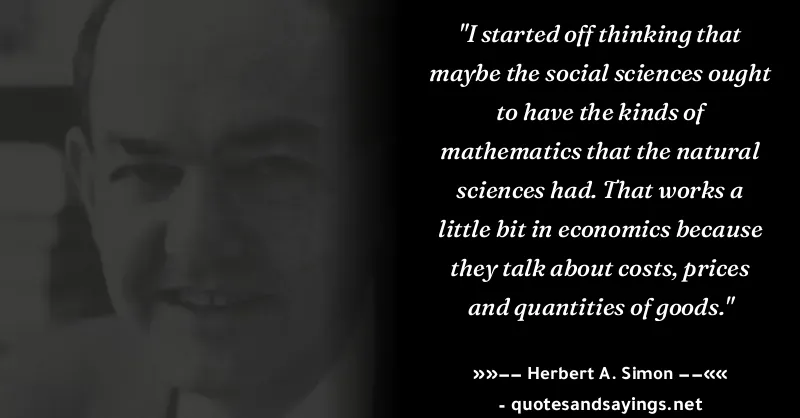 "I started off thinking that
maybe the social sciences ought
to have the kinds of
mathematics that the natural
sciences had. That works a
little bit in economics because
they talk about costs, prices
and quantities of goods."
»»–– Herbert A. Simon ––««
- quotesandsayings.net